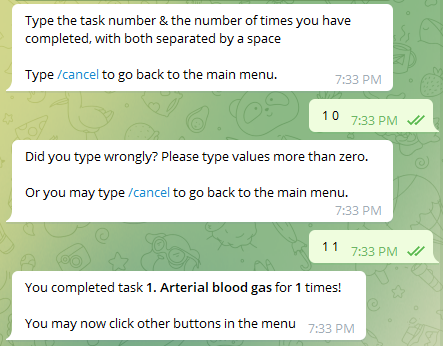 Type the task number & the number of times you have
completed, with both separated by a space
Type /cancel to go back to the main menu.
7:33 PM
1 0 7:33 PM
Did you type wrongly? Please type values more than zero.
Or you may type /cancel to go back to the main menu.
7:33 PM
1 1 7:33 PM
You completed task 1. Arterial blood gas for 1 times!
You may now click other buttons in the menu 7:33 PM